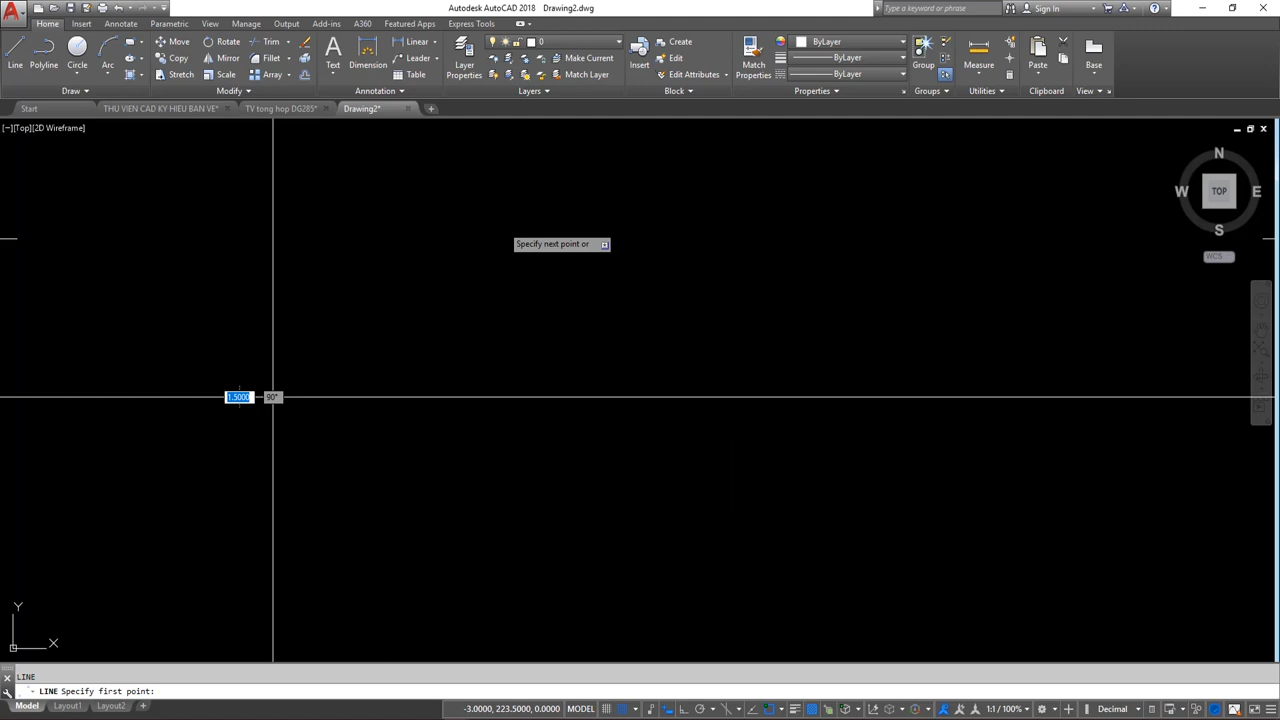 Autodesk AutoCAD 2018 Drawing2.dwg
Type a keyword or phrase
Sign In
Home Insert Annotate Parametric View Manage Output Add-ins A360 Featured Apps Express Tools
Line
Polyline
Circle
Arc
Move
Rotate
Trim
Copy
Mirror
Fillet
Stretch
Scale
Array
Text
Dimension
Linear
Leader
Table
Layer
Properties
0
Make Current
Match Layer
Insert
Create
Edit
Edit Attributes
Match
Properties
ByLayer
ByLayer
ByLayer
Group
Measure
Paste
Base
Draw
Modify
Annotation
Layers
Block
Properties
Groups
Utilities
Clipboard
View
Start
THU VIEN CAD KY HIEU BAN VE*
TV tong hop DG285*
Drawing2*
[−][Top][2D Wireframe]
N
W
TOP
E
S
WCS
Specify next point or
1.5000
90°
Y
X
LINE
LINE Specify first point:
Model
Layout1
Layout2
-3.0000, 223.5000, 0.0000
MODEL
1:1 / 100%
Decimal